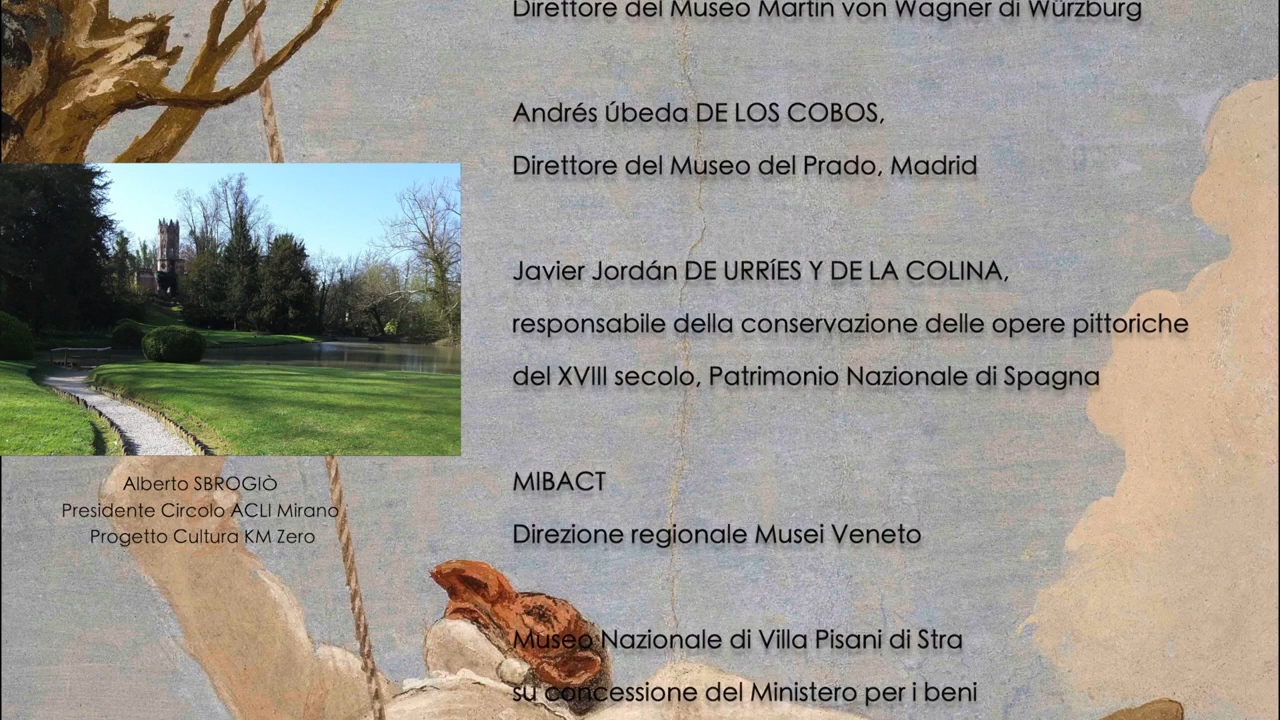 Direttore del Museo Martin von Wagner di Würzburg
Andrés Úbeda DE LOS COBOS,
Direttore del Museo del Prado, Madrid
Javier Jordán DE URRÍES Y DE LA COLINA,
responsabile della conservazione delle opere pittoriche
del XVIII secolo, Patrimonio Nazionale di Spagna
MIBACT
Direzione regionale Musei Veneto
Museo Nazionale di Villa Pisani di Stra
su concessione del Ministero per i beni
Alberto SBROGIÒ
Presidente Circolo ACLI Mirano
Progetto Cultura KM Zero